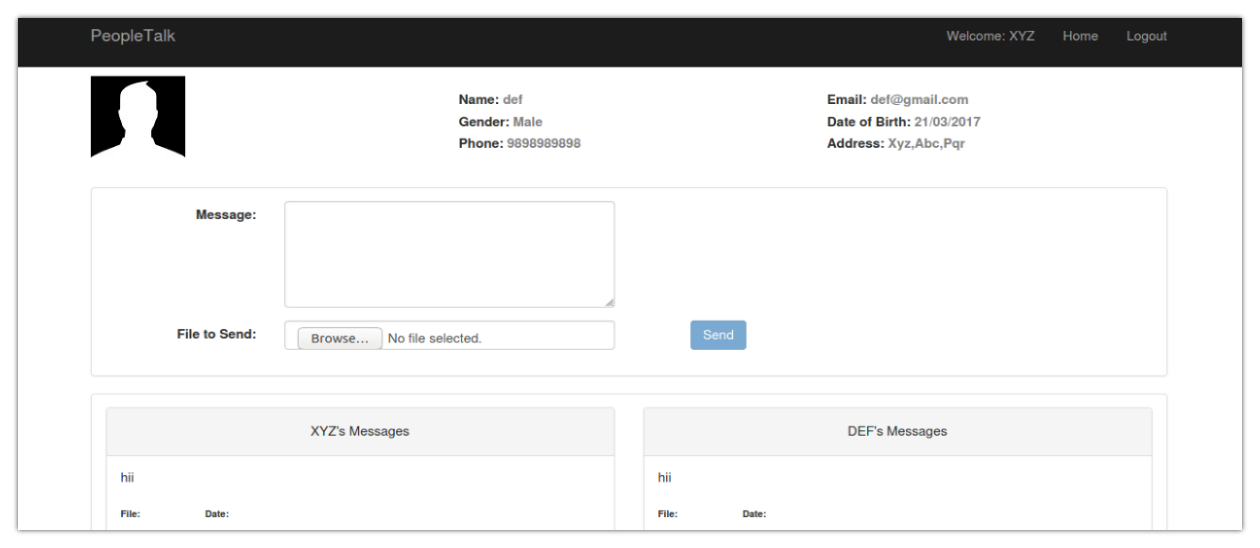 PeopleTalk Welcome: XYZ Home Logout
Name: def
Gender: Male
Phone: 9898989898
Email: def@gmail.com
Date of Birth: 21/03/2017
Address: Xyz,Abc,Pqr
Message:
File to Send: Browse... No file selected. Send
XYZ's Messages
hii
File: Date:
DEF's Messages
hii
File: Date: